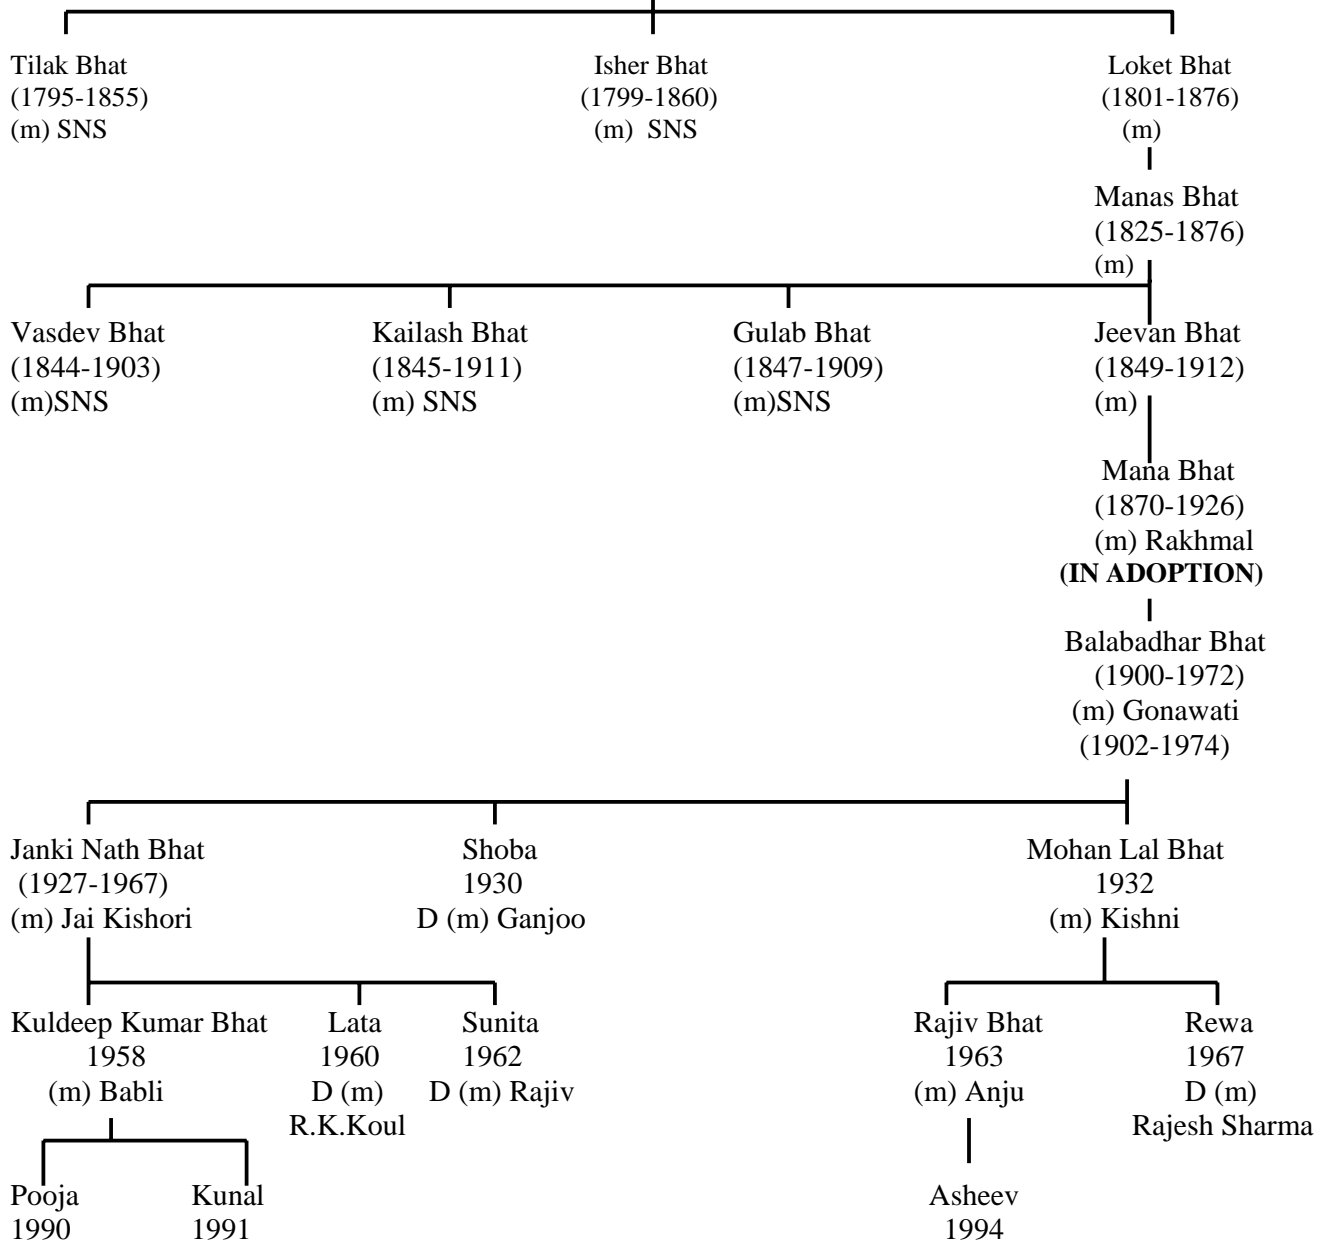 Tilak Bhat
(1795-1855)
(m) SNS
Isher Bhat
(1799-1860)
(m) SNS
Loket Bhat
(1801-1876)
(m)
Manas Bhat
(1825-1876)
(m)
Vasdev Bhat
(1844-1903)
(m)SNS
Kailash Bhat
(1845-1911)
(m) SNS
Gulab Bhat
(1847-1909)
(m)SNS
Jeevan Bhat
(1849-1912)
(m)
Mana Bhat
(1870-1926)
(m) Rakhmal
(IN ADOPTION)
Balabadhar Bhat
(1900-1972)
(m) Gonawati
(1902-1974)
Janki Nath Bhat
(1927-1967)
(m) Jai Kishori
Shoba
1930
D (m) Ganjoo
Mohan Lal Bhat
1932
(m) Kishni
Kuldeep Kumar Bhat
1958
(m) Babli
Lata
1960
D (m)
R.K.Koul
Sunita
1962
D (m) Rajiv
Rajiv Bhat
1963
(m) Anju
Rewa
1967
D (m)
Rajesh Sharma
Pooja
1990
Kunal
1991
Asheev
1994